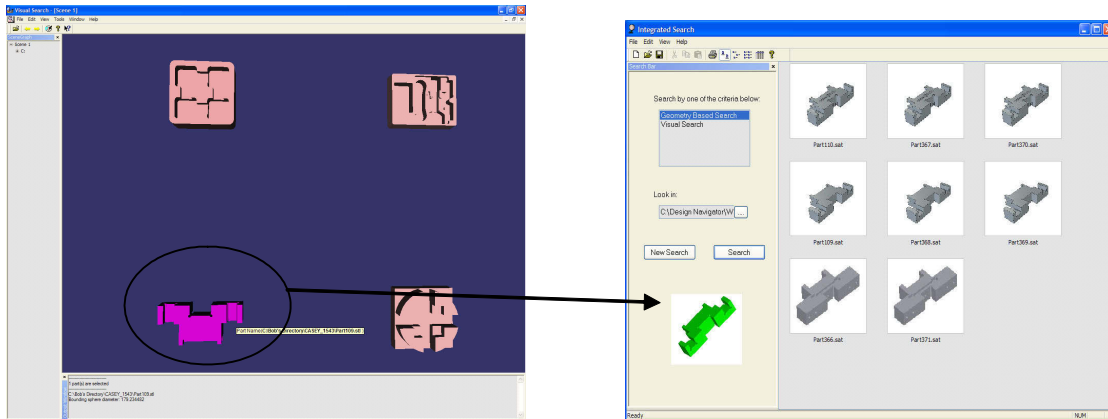 Visual Search - [Scene 1]
File Edit View Tools Window Help
Scene 1
C:
Part Name:C:\Bob's Directory\CASEY_1543\Part109.stl
1 part(s) are selected
C:\Bob's Directory\CASEY_1543\Part109.stl
Bounding sphere diameter: 179.234482
Integrated Search
File Edit View Help
Search Bar
Search by one of the criteria below:
Geometry Based Search
Visual Search
Look in:
C:\Design Navigator\W ...
New Search Search
Part110.sat Part367.sat Part370.sat
Part109.sat Part368.sat Part369.sat
Part366.sat Part371.sat
Ready NUM